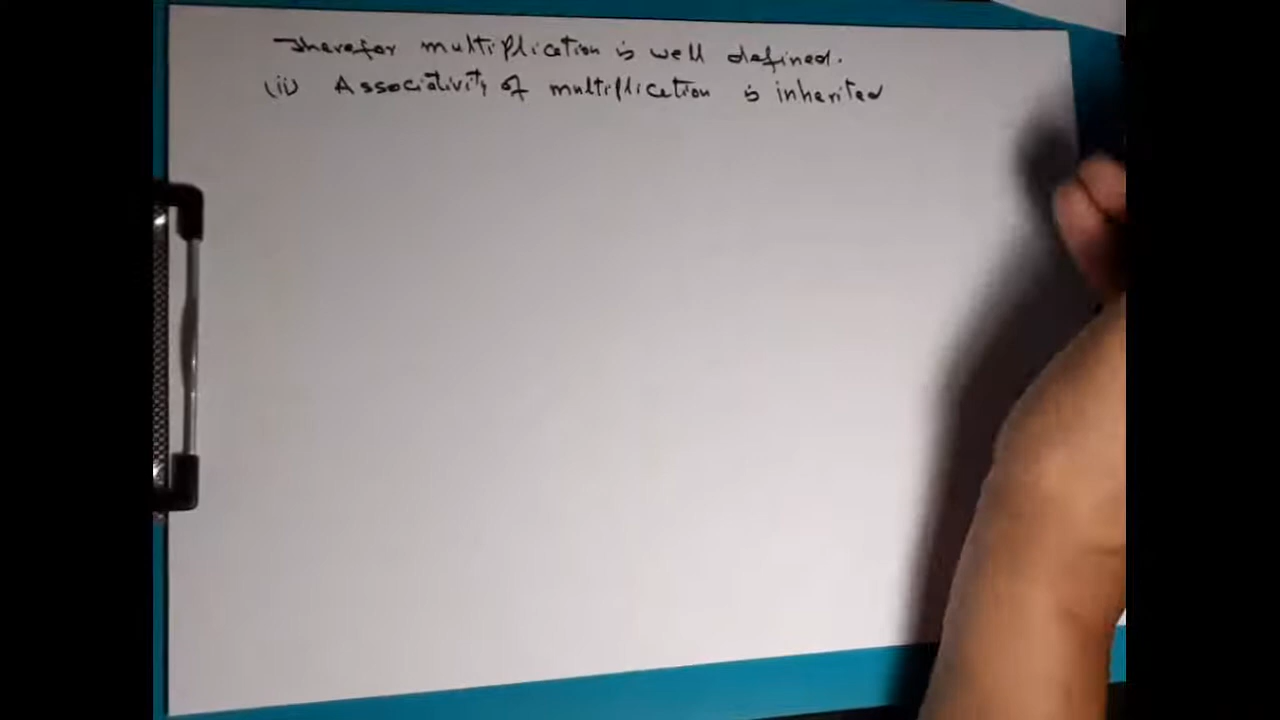 Therefor multiplication is well defined.
(ii) Associativity of multiplication is inherited